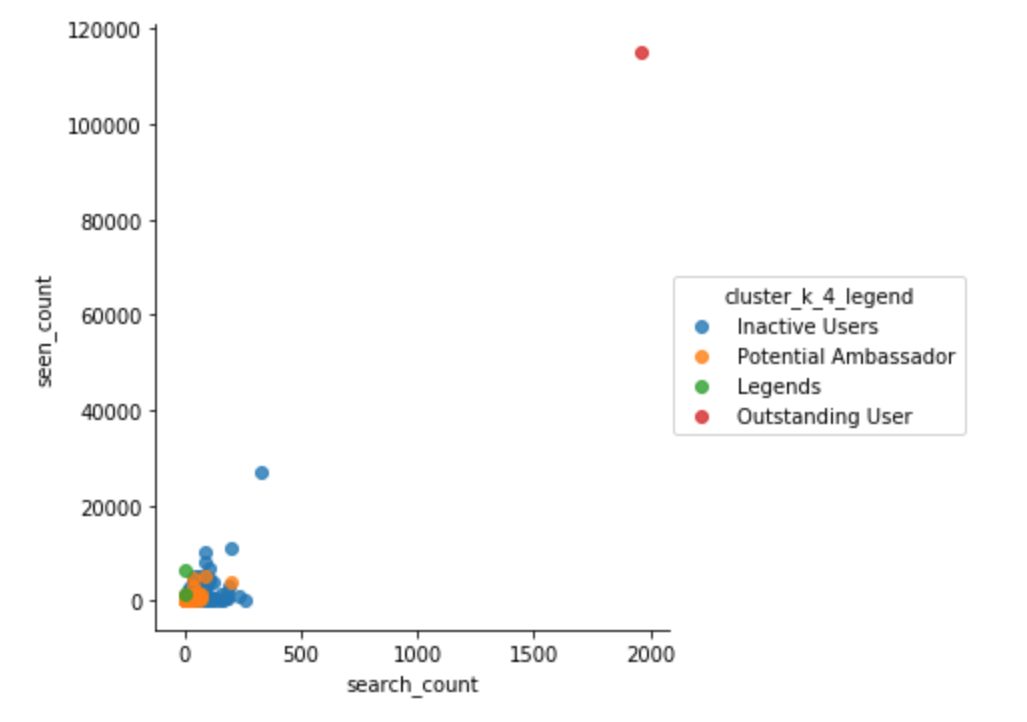 120000
100000
80000
60000
40000
20000
0
seen_count
0 500 1000 1500 2000
search_count
cluster_k_4_legend
Inactive Users
Potential Ambassador
Legends
Outstanding User